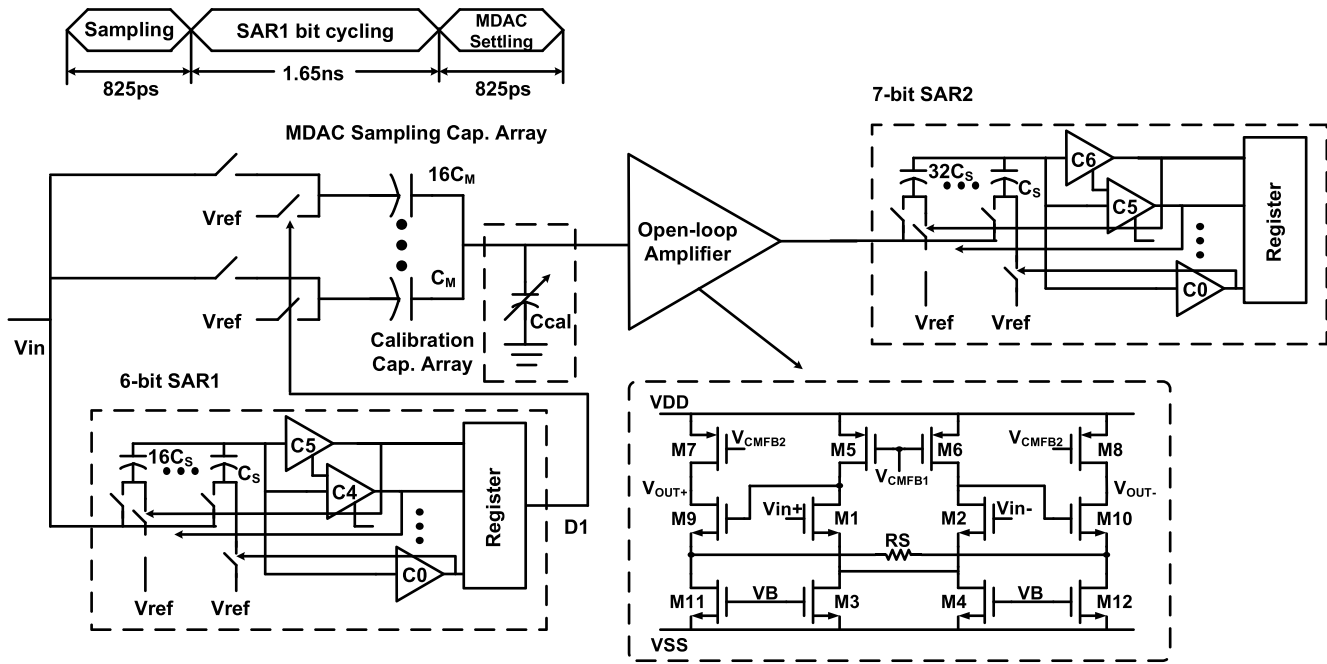 Sampling
SAR1 bit cycling
MDAC
Settling
825ps
1.65ns
825ps
MDAC Sampling Cap. Array
7-bit SAR2
Vref
16CM
CM
Vref
Ccal
Calibration
Cap. Array
Vin
Open-loop
Amplifier
32CS
CS
C6
C5
C0
Register
Vref
Vref
6-bit SAR1
16CS
CS
C5
C4
C0
Register
D1
Vref
Vref
VDD
M7
VCMFB2
M5
M6
VCMFB1
VCMFB2
M8
VOUT+
VOUT-
M9
Vin+
M1
M2
Vin-
M10
RS
M11
VB
M3
M4
VB
M12
VSS